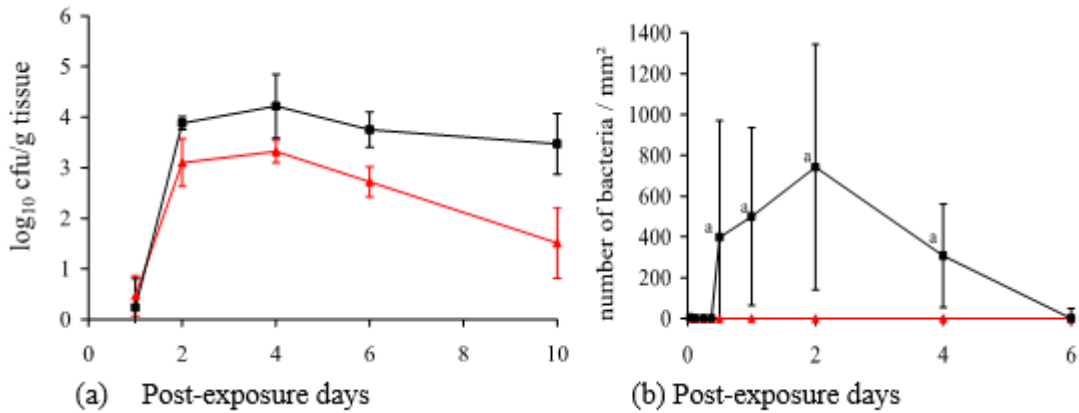 log₁₀ cfu/g tissue
6
5
4
3
2
1
0
0 2 4 6 8 10
(a) Post-exposure days
number of bacteria / mm²
1400
1200
1000
800
600
400
200
0
a
a
a
a
0 2 4 6
(b) Post-exposure days